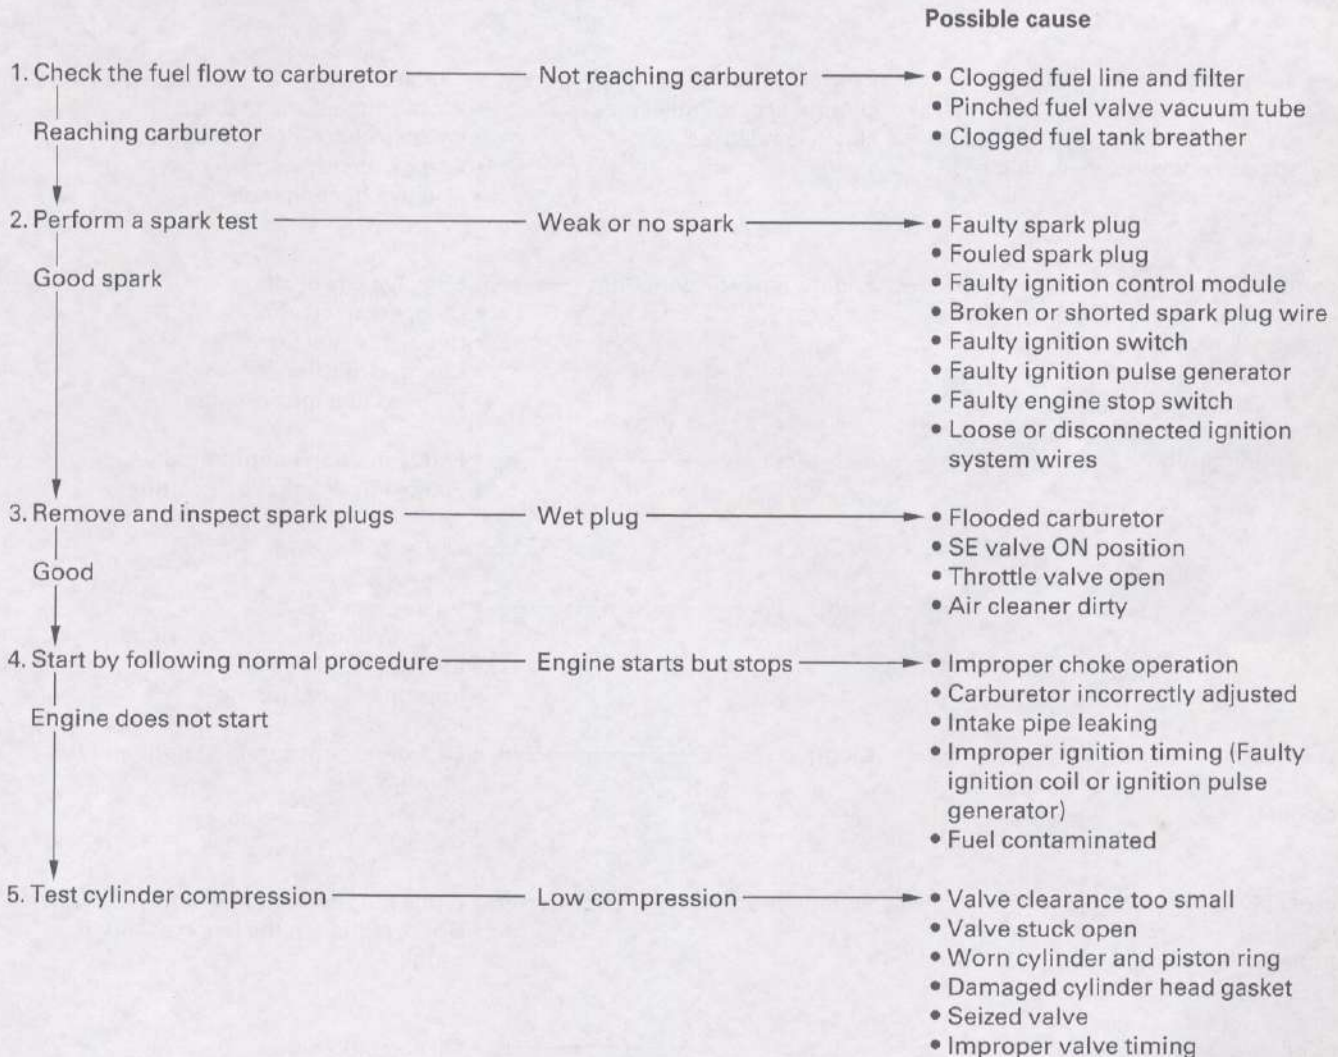 Possible cause
1. Check the fuel flow to carburetor Not reaching carburetor • Clogged fuel line and filter
• Pinched fuel valve vacuum tube
Reaching carburetor
• Clogged fuel tank breather
2. Perform a spark test Weak or no spark • Faulty spark plug
• Fouled spark plug
Good spark
• Faulty ignition control module
• Broken or shorted spark plug wire
• Faulty ignition switch
• Faulty ignition pulse generator
• Faulty engine stop switch
• Loose or disconnected ignition
system wires
3. Remove and inspect spark plugs Wet plug • Flooded carburetor
• SE valve ON position
Good
• Throttle valve open
• Air cleaner dirty
4. Start by following normal procedure Engine starts but stops • Improper choke operation
• Carburetor incorrectly adjusted
Engine does not start
• Intake pipe leaking
• Improper ignition timing (Faulty
ignition coil or ignition pulse
generator)
• Fuel contaminated
5. Test cylinder compression Low compression • Valve clearance too small
• Valve stuck open
• Worn cylinder and piston ring
• Damaged cylinder head gasket
• Seized valve
• Improper valve timing